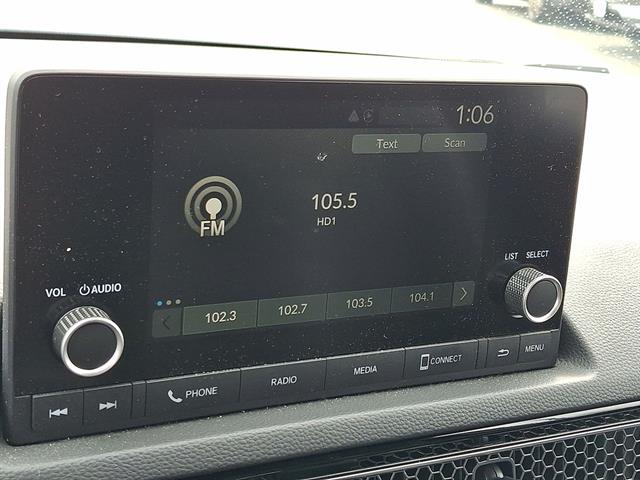 1:06
Text Scan
105.5
HD1
FM
LIST SELECT
VOL AUDIO
102.3 102.7 103.5 104.1
PHONE RADIO MEDIA CONNECT MENU